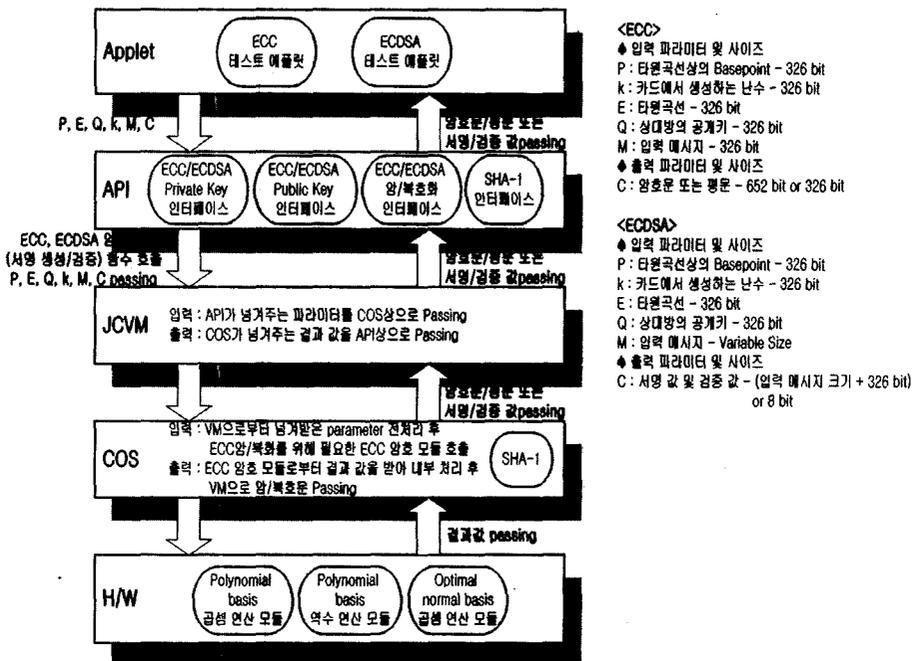 Applet
ECC
테스트 애플릿
ECDSA
테스트 애플릿
P, E, Q, k, M, C
암호문/평문 또는
서명/검증 값passing
API
ECC/ECDSA
Private Key
인터페이스
ECC/ECDSA
Public Key
인터페이스
ECC/ECDSA
암/복호화
인터페이스
SHA-1
인터페이스
ECC, ECDSA 암
(서명 생성/검증) 함수 호출
P, E, Q, k, M, C passing
암호문/평문 또는
서명/검증 값passing
JCVM
입력 : API가 넘겨주는 파라미터를 COS상으로 Passing
출력 : COS가 넘겨주는 결과 값을 API상으로 Passing
암호문/평문 또는
서명/검증 값passing
COS
입력 : VM으로부터 넘겨받은 parameter 전처리 후
ECC암/복화를 위해 필요한 ECC 암호 모듈 호출
출력 : ECC 암호 모듈로부터 결과 값을 받아 내부 처리 후
VM으로 암/복호문 Passing
SHA-1
결과값 passing
H/W
Polynomial
basis
곱셈 연산 모듈
Polynomial
basis
역수 연산 모듈
Optimal
normal basis
곱셈 연산 모듈
<ECC>
♠ 입력 파라미터 및 사이즈
P : 타원곡선상의 Basepoint - 326 bit
k : 카드에서 생성하는 난수 - 326 bit
E : 타원곡선 - 326 bit
Q : 상대방의 공개키 - 326 bit
M : 입력 메시지 - 326 bit
♠ 출력 파라미터 및 사이즈
C : 암호문 또는 평문 - 652 bit or 326 bit
<ECDSA>
♠ 입력 파라미터 및 사이즈
P : 타원곡선상의 Basepoint - 326 bit
k : 카드에서 생성하는 난수 - 326 bit
E : 타원곡선 - 326 bit
Q : 상대방의 공개키 - 326 bit
M : 입력 메시지 - Variable Size
♠ 출력 파라미터 및 사이즈
C : 서명 값 및 검증 값 - (입력 메시지 크기 + 326 bit)
or 8 bit